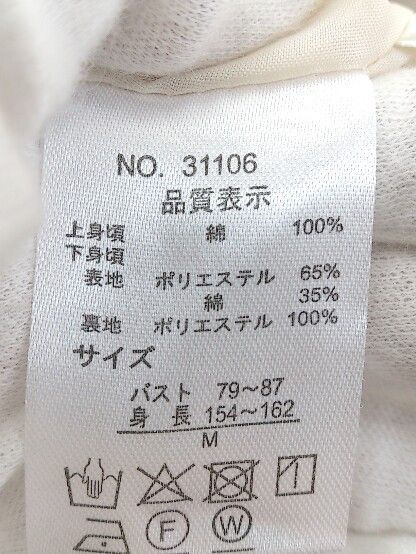 NO. 31106
品質表示
上身頃 綿 100%
下身頃
表地 ポリエステル 65%
綿 35%
裏地 ポリエステル 100%
サイズ
バスト 79〜87
身長 154〜162
M
F W